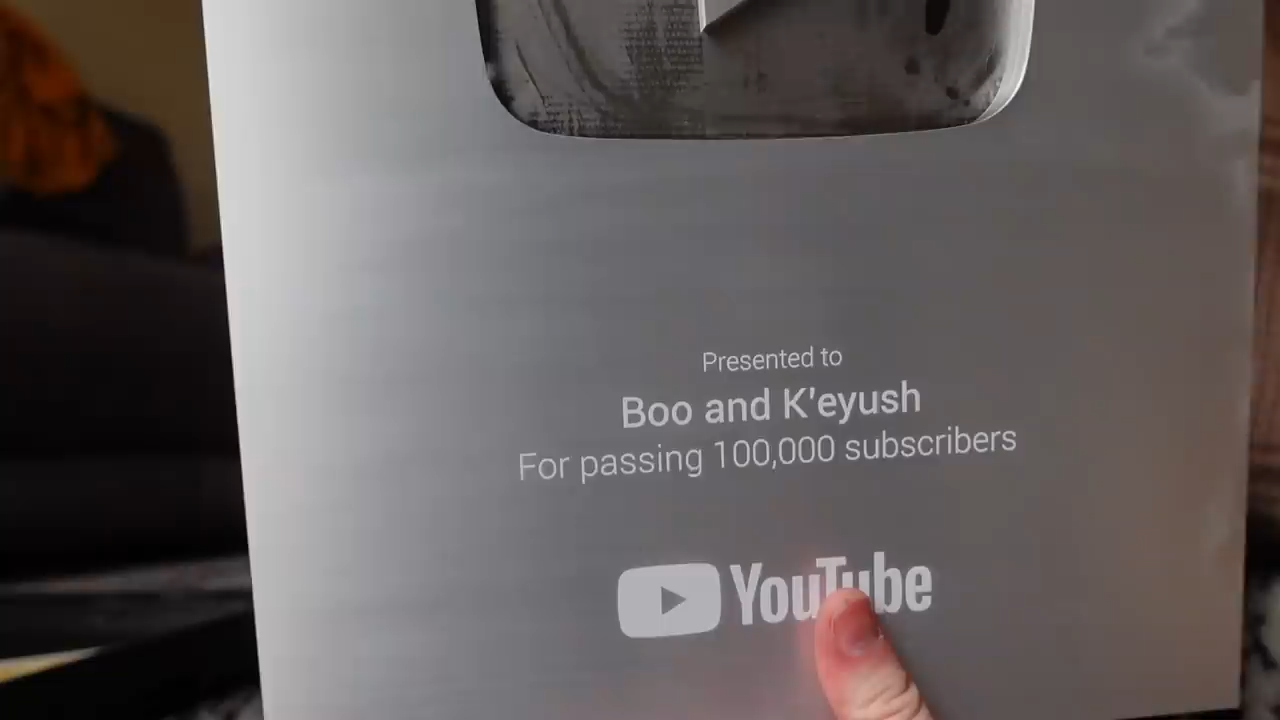 Presented to
Boo and K'eyush
For passing 100,000 subscribers
YouTube